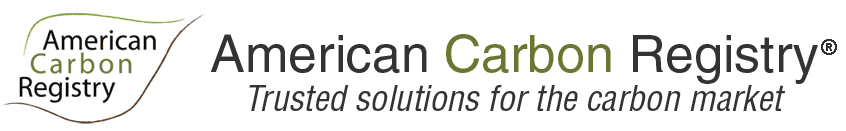 American
Carbon
Registry
American Carbon Registry®
Trusted solutions for the carbon market